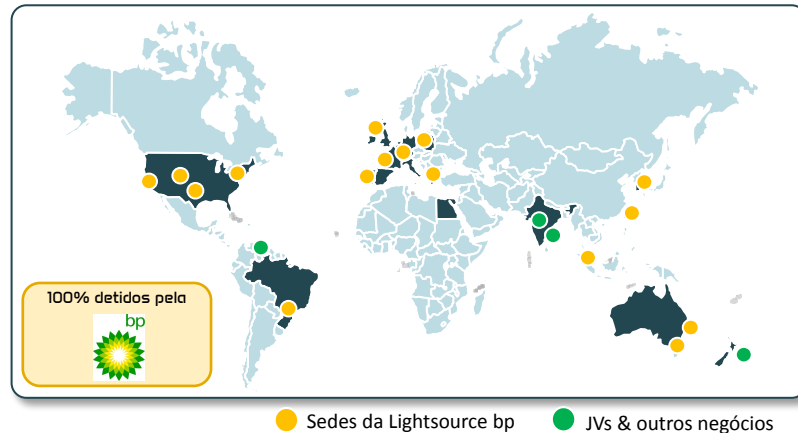 100% detidos pela
bp
Sedes da Lightsource bp
JVs & outros negócios